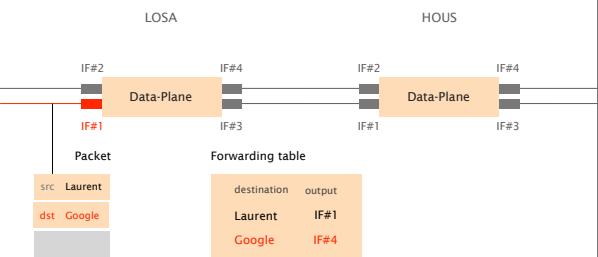 LOSA HOUS
IF#2 IF#4 IF#2 IF#4
Data-Plane Data-Plane
IF#1 IF#3 IF#1 IF#3
Packet Forwarding table
src Laurent
dst Google
destination output
Laurent IF#1
Google IF#4